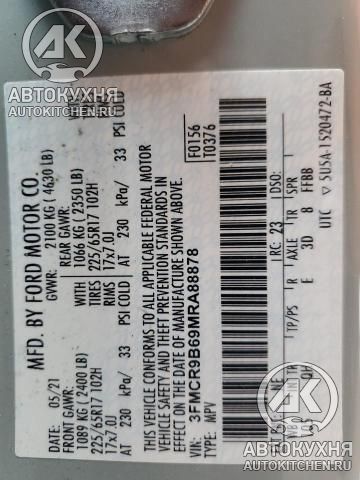 MFD. BY FORD MOTOR CO.
DATE: 05/21
GVWR: 2100 KG (4630 LB)
FRONT GAWR:
1089 KG (2400 LB)
REAR GAWR:
1066 KG (2350 LB)
225/65R17 102H
WITH
TIRES
225/65R17 102H
17x7.0J
RIMS
17x7.0J
AT 230 kPa/ 33 PSI COLD
AT 230 kPa/ 33 PSI COLD
THIS VEHICLE CONFORMS TO ALL APPLICABLE FEDERAL MOTOR
VEHICLE SAFETY AND THEFT PREVENTION STANDARDS IN
EFFECT ON THE DATE OF MANUFACTURE SHOWN ABOVE.
VIN: 3FMCR9B69MRA88878
TYPE: MPV
F0156
T0376
RC: 23
DSO:
WB
TP/PS
R
AXLE
TR
SPR
E
3D
8
FFBB
UTC
5U5A-1520472-BA
АВТОКУХНЯ
AUTOKITCHEN.COM
АВТОКУХНЯ
AUTOKITCHEN.COM